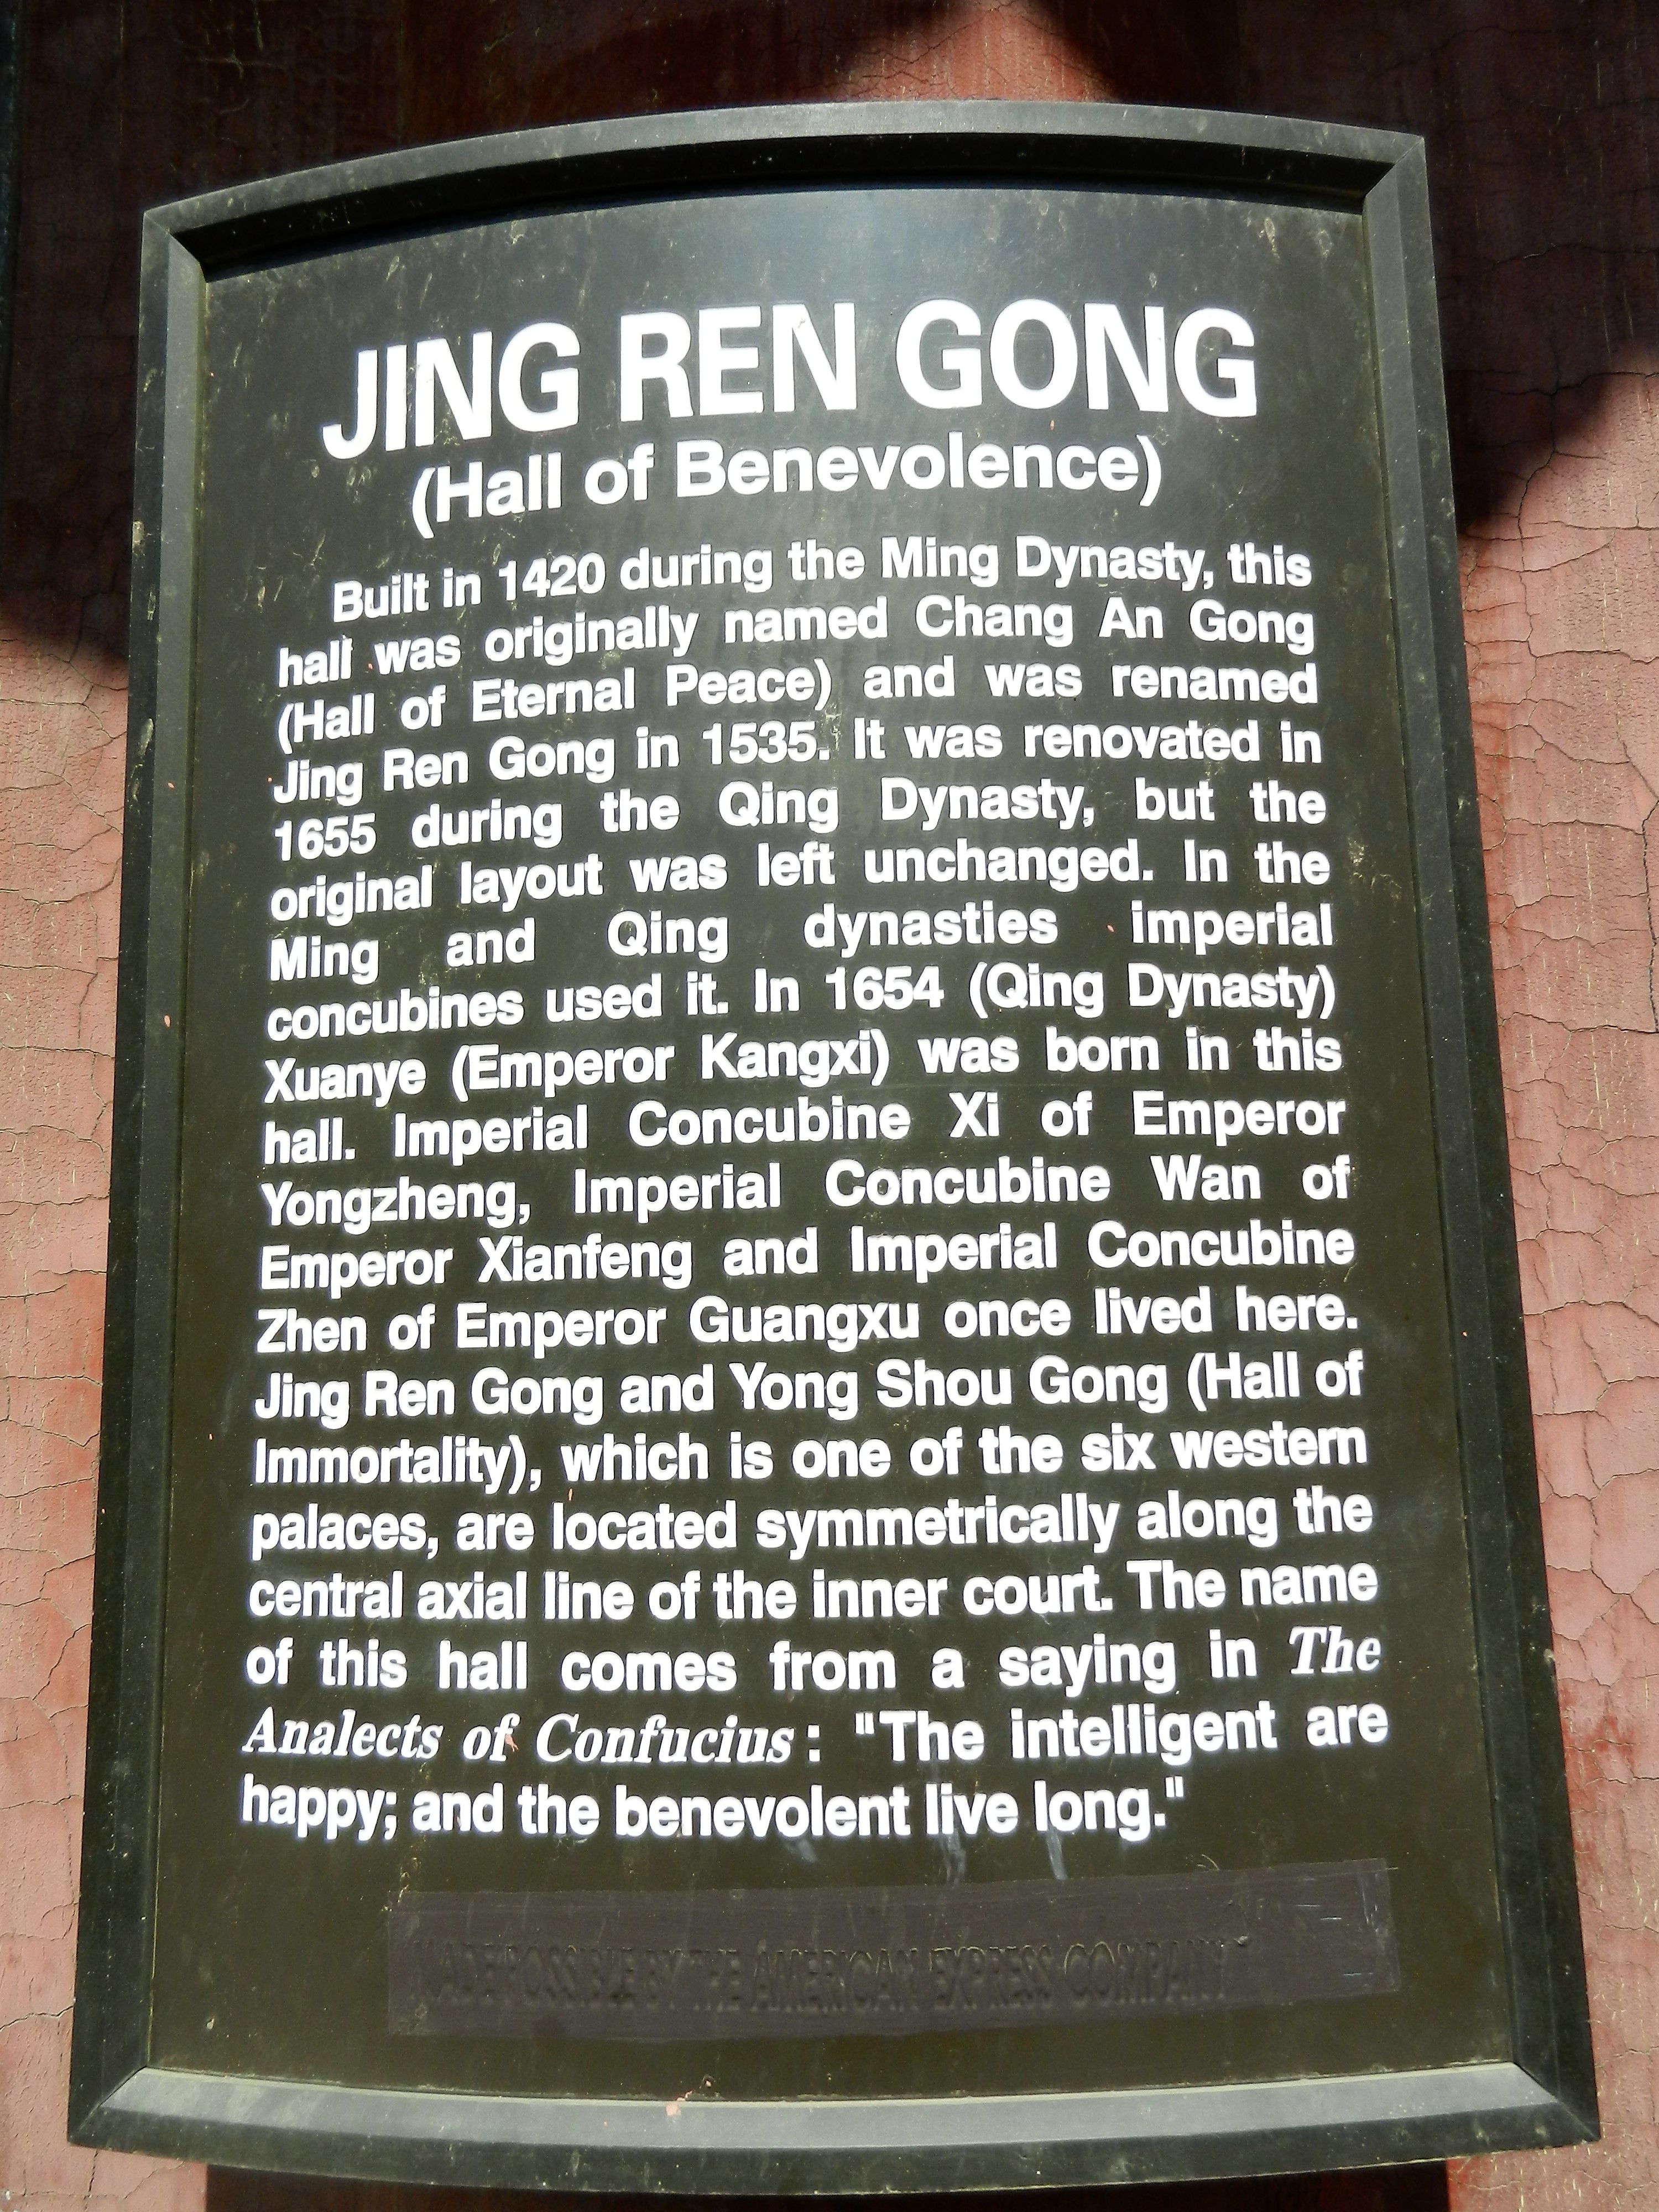 JING REN GONG
(Hall of Benevolence)
Built in 1420 during the Ming Dynasty, this
hall was originally named Chang An Gong
(Hall of Eternal Peace) and was renamed
Jing Ren Gong in 1535. It was renovated in
1655 during the Qing Dynasty, but the
original layout was left unchanged. In the
Ming and Qing dynasties imperial
concubines used it. In 1654 (Qing Dynasty)
Xuanye (Emperor Kangxi) was born in this
hall. Imperial Concubine Xi of Emperor
Yongzheng, Imperial Concubine Wan of
Emperor Xianfeng and Imperial Concubine
Zhen of Emperor Guangxu once lived here.
Jing Ren Gong and Yong Shou Gong (Hall of
Immortality), which is one of the six western
palaces, are located symmetrically along the
central axial line of the inner court. The name
of this hall comes from a saying in The
Analects of Confucius: "The intelligent are
happy; and the benevolent live long."
MADE POSSIBLE BY THE AMERICAN EXPRESS COMPANY